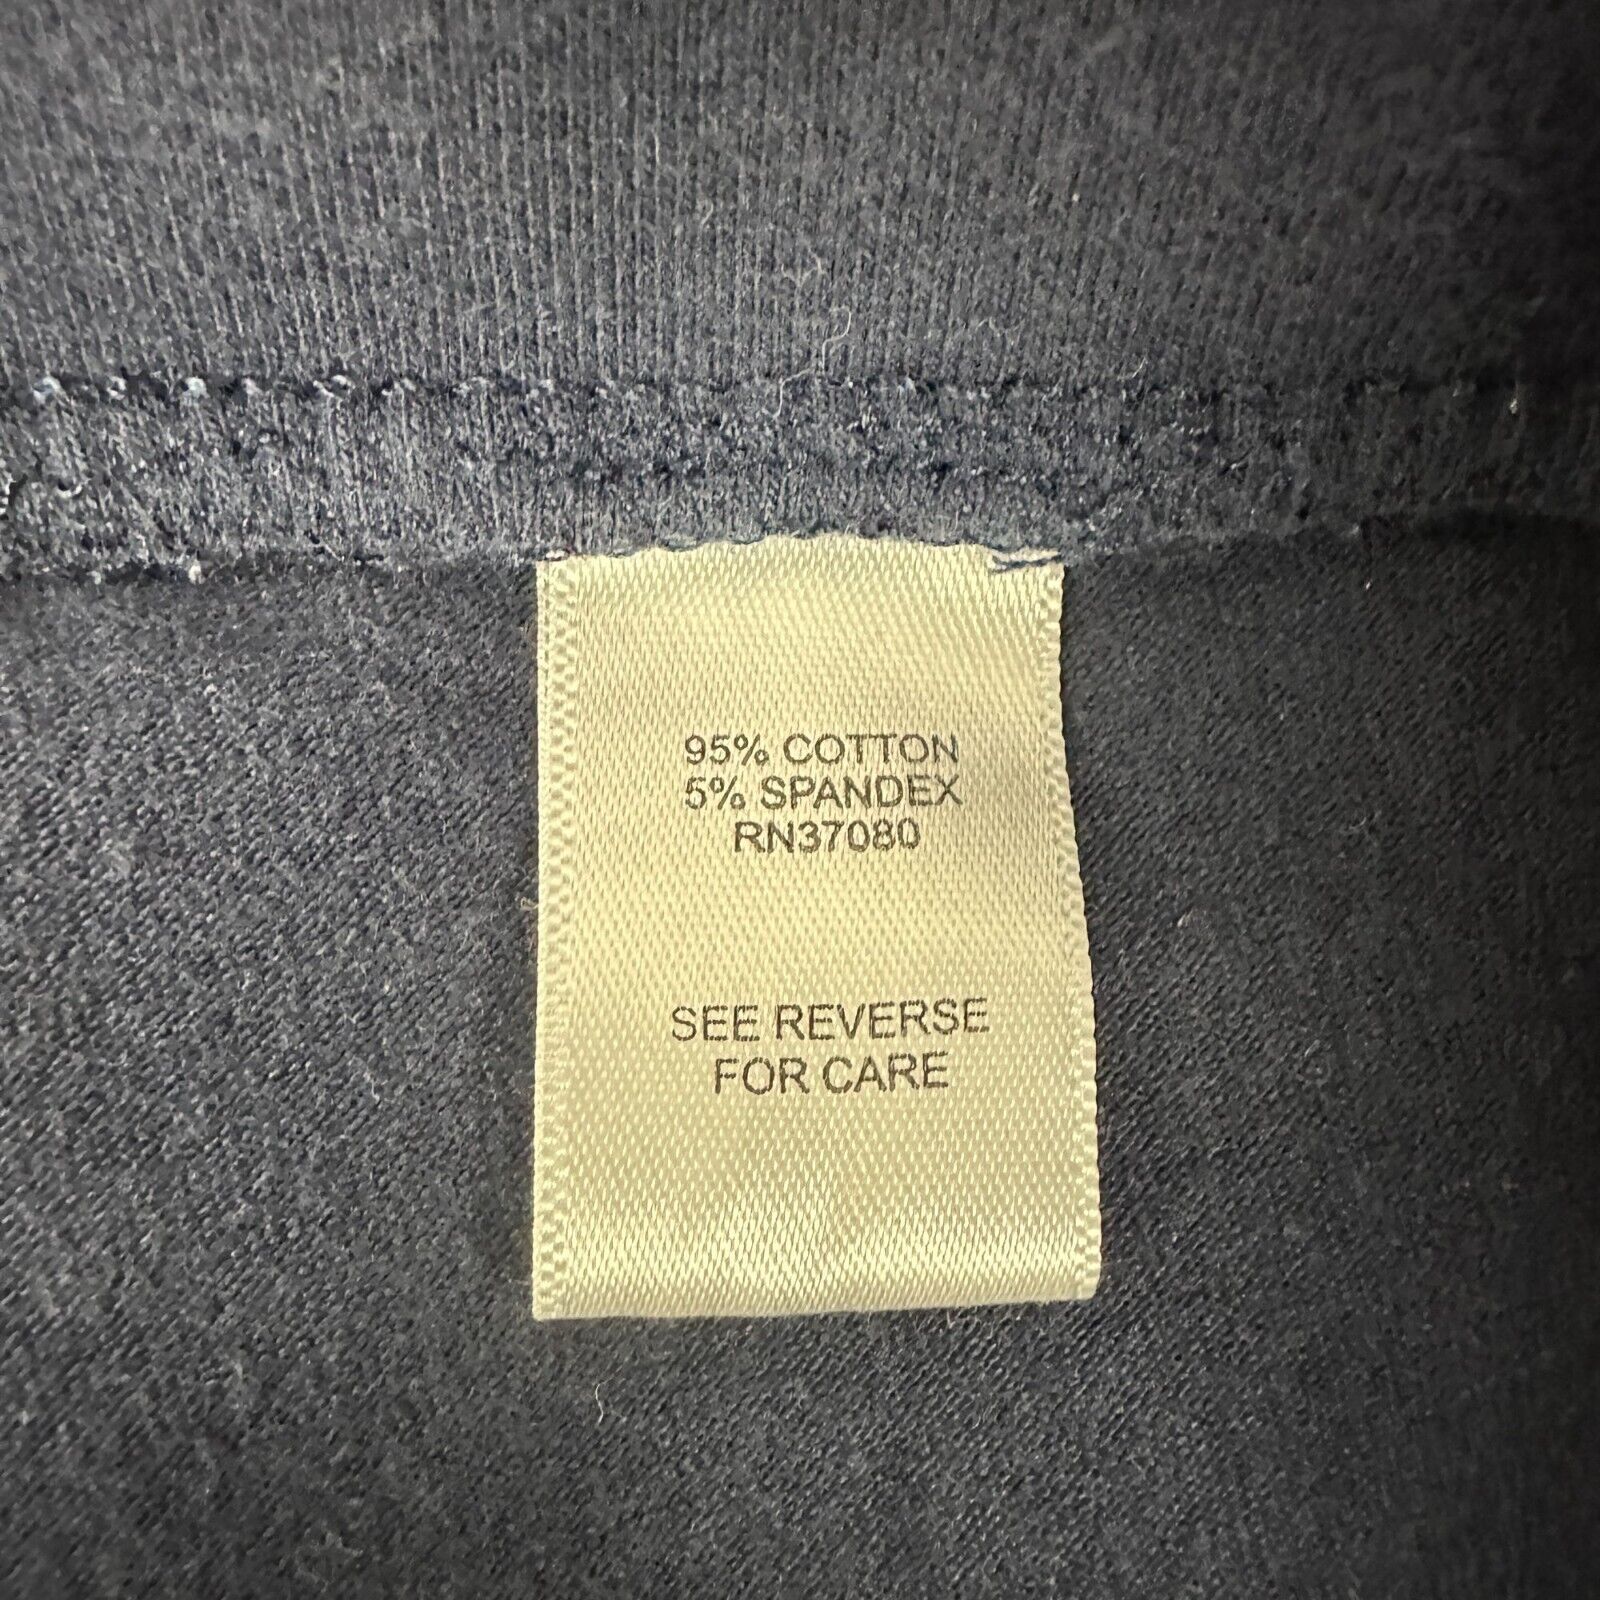 95% COTTON
5% SPANDEX
RN37080
SEE REVERSE
FOR CARE